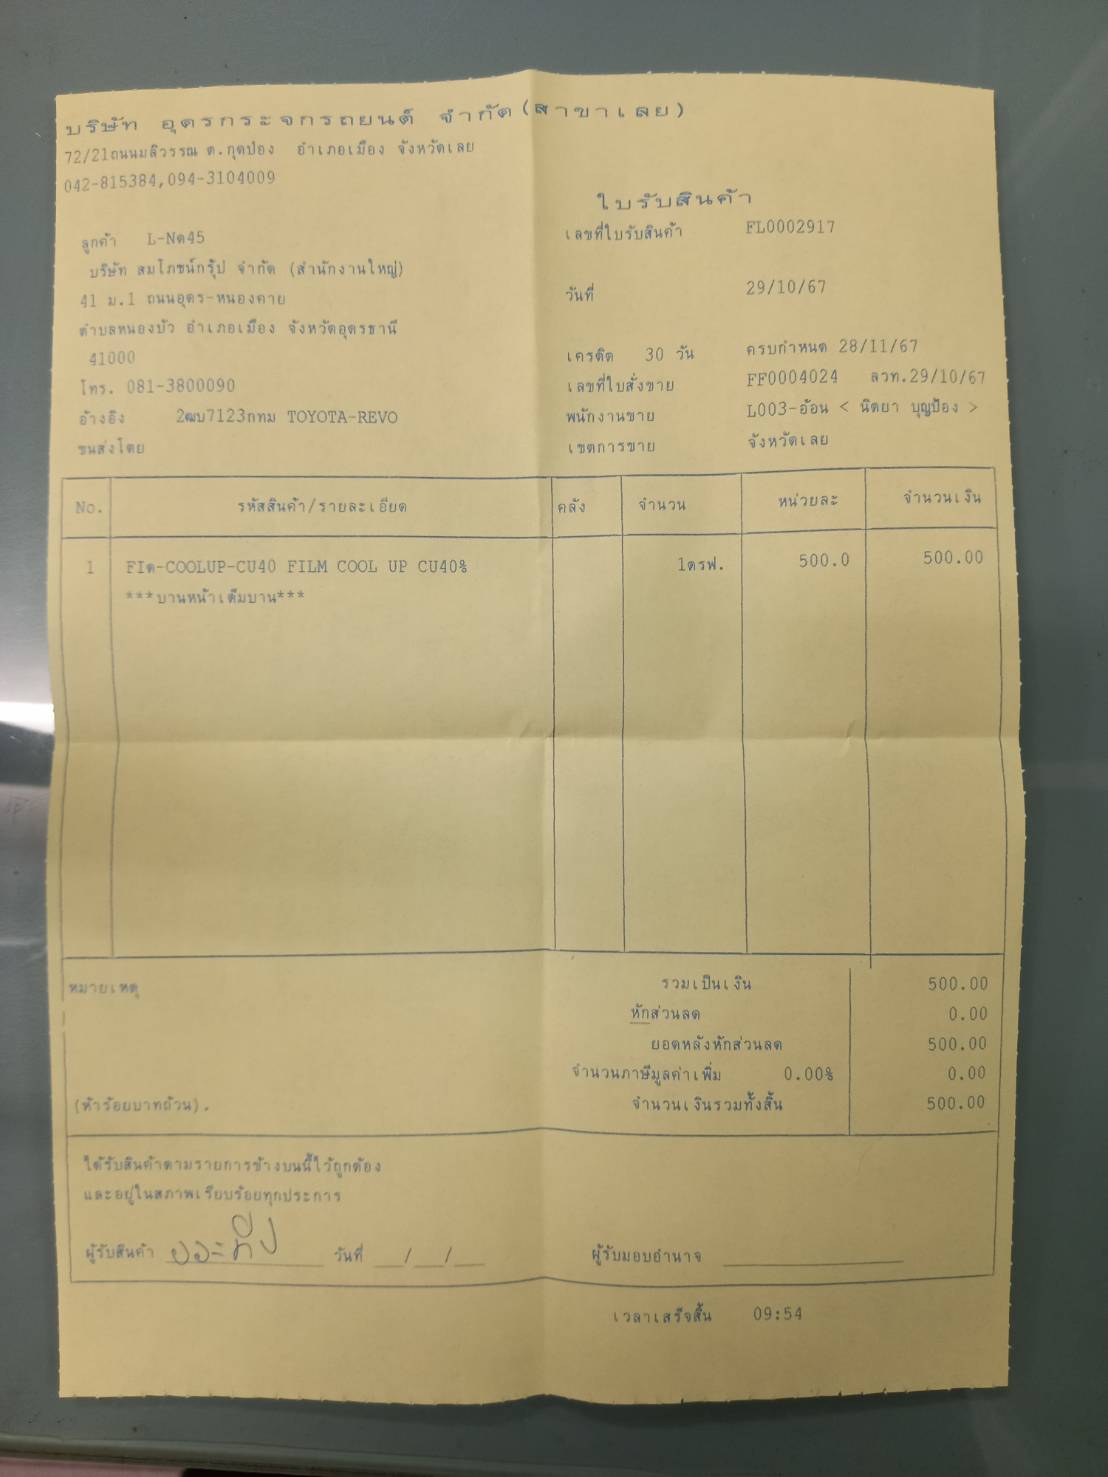 บริษัท อุดรกระจกรถยนต์ จำกัด(สาขาเลย)
72/21ถนนมลิวรรณ ต.กุดป่อง อำเภอเมือง จังหวัดเลย
042-815384,094-3104009
ใบรับสินค้า
ลูกค้า L-Nด45
เลขที่ใบรับสินค้า FL0002917
บริษัท สมโภชน์กรุ๊ป จำกัด (สำนักงานใหญ่)
41 ม.1 ถนนอุดร-หนองคาย
วันที่ 29/10/67
ตำบลหนองบัว อำเภอเมือง จังหวัดอุดรธานี
41000
เครดิต 30 วัน ครบกำหนด 28/11/67
โทร. 081-3800090
เลขที่ใบสั่งขาย FF0004024 ลวท.29/10/67
อ้างอิง 2ฒบ7123กทม TOYOTA-REVO
พนักงานขาย L003-อ้อน < นิตยา บุญป้อง >
ขนส่งโดย
เขตการขาย จังหวัดเลย
No. รหัสสินค้า/รายละเอียด คลัง จำนวน หน่วยละ จำนวนเงิน
1 FIด-COOLUP-CU40 FILM COOL UP CU40% 1ตรฟ. 500.0 500.00
***บานหน้าเต็มบาน***
หมายเหตุ
รวมเป็นเงิน 500.00
หักส่วนลด 0.00
ยอดหลังหักส่วนลด 500.00
จำนวนภาษีมูลค่าเพิ่ม 0.00% 0.00
(ห้าร้อยบาทถ้วน). จำนวนเงินรวมทั้งสิ้น 500.00
ได้รับสินค้าตามรายการข้างบนนี้ไว้ถูกต้อง
และอยู่ในสภาพเรียบร้อยทุกประการ
ผู้รับสินค้า วันที่ __/__/__ ผู้รับมอบอำนาจ
เวลาเสร็จสิ้น 09:54